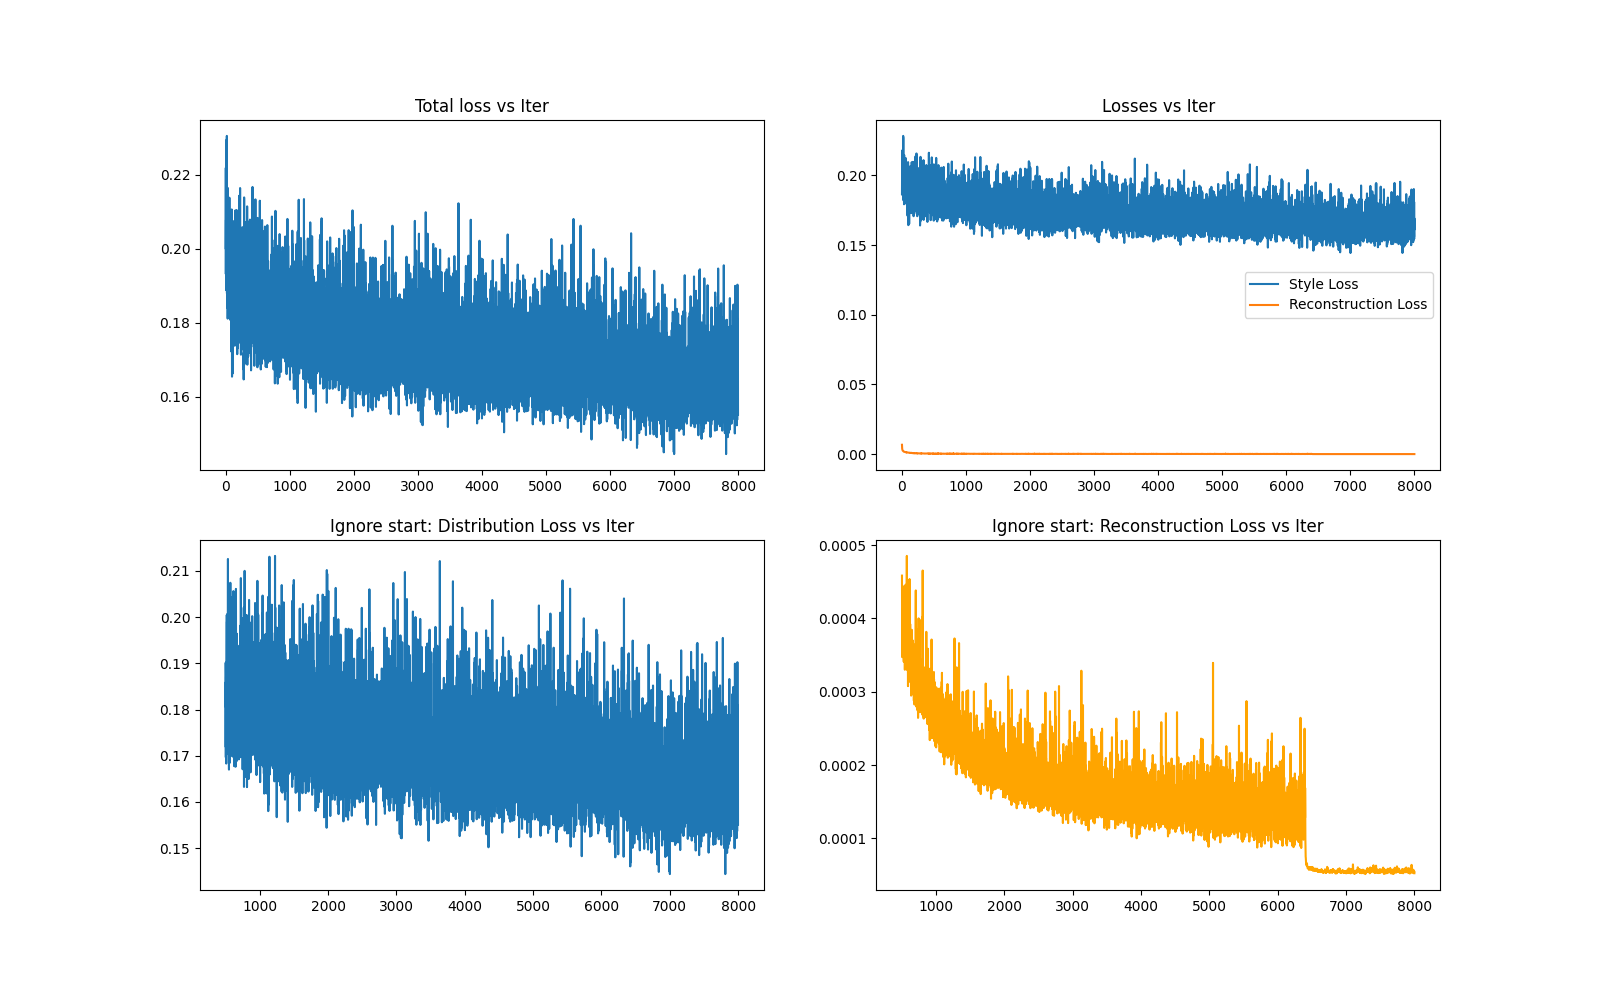 Total loss vs Iter
0.22
0.20
0.18
0.16
0 1000 2000 3000 4000 5000 6000 7000 8000
Losses vs Iter
0.20
0.15
0.10
0.05
0.00
Style Loss
Reconstruction Loss
0 1000 2000 3000 4000 5000 6000 7000 8000
Ignore start: Distribution Loss vs Iter
0.21
0.20
0.19
0.18
0.17
0.16
0.15
1000 2000 3000 4000 5000 6000 7000 8000
Ignore start: Reconstruction Loss vs Iter
0.0005
0.0004
0.0003
0.0002
0.0001
1000 2000 3000 4000 5000 6000 7000 8000